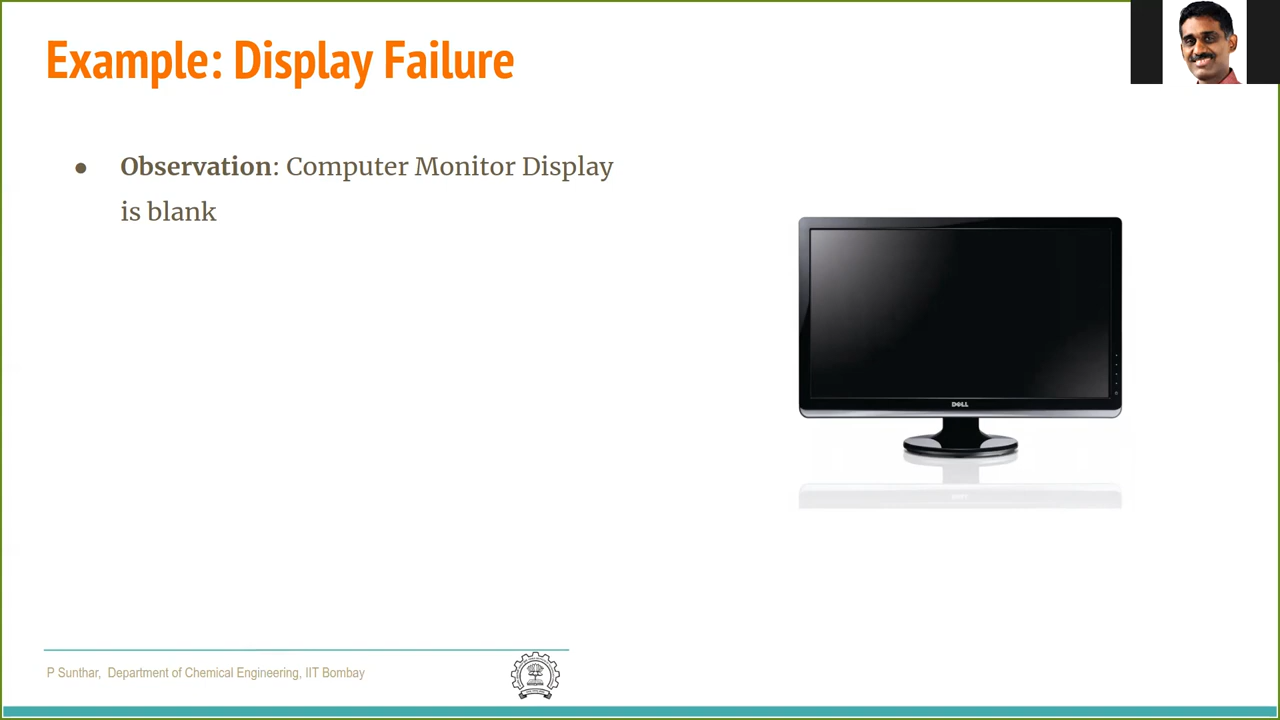 Example: Display Failure
● Observation: Computer Monitor Display
is blank
DELL
P Sunthar, Department of Chemical Engineering, IIT Bombay